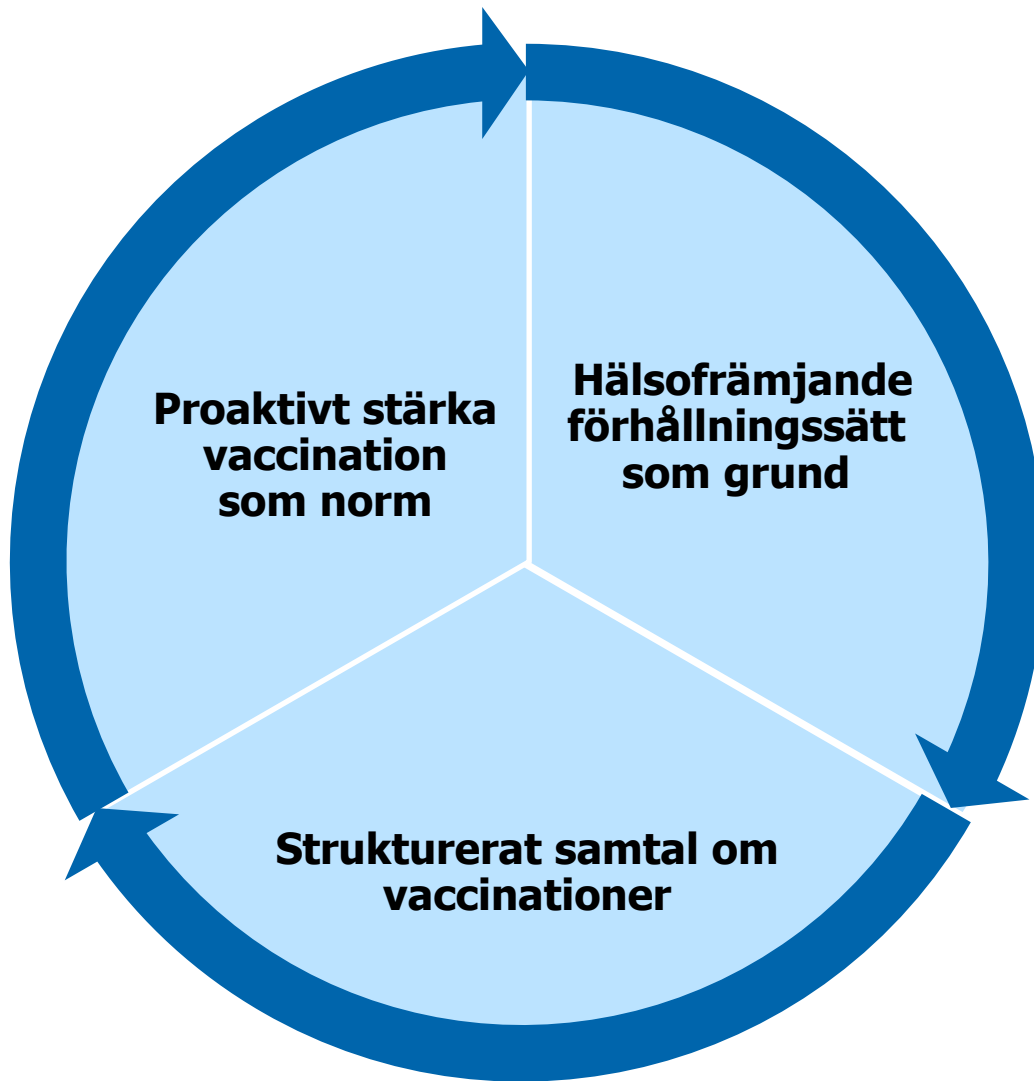 Proaktivt stärka
vaccination
som norm
Hälsofrämjande
förhållningssätt
som grund
Strukturerat samtal om
vaccinationer